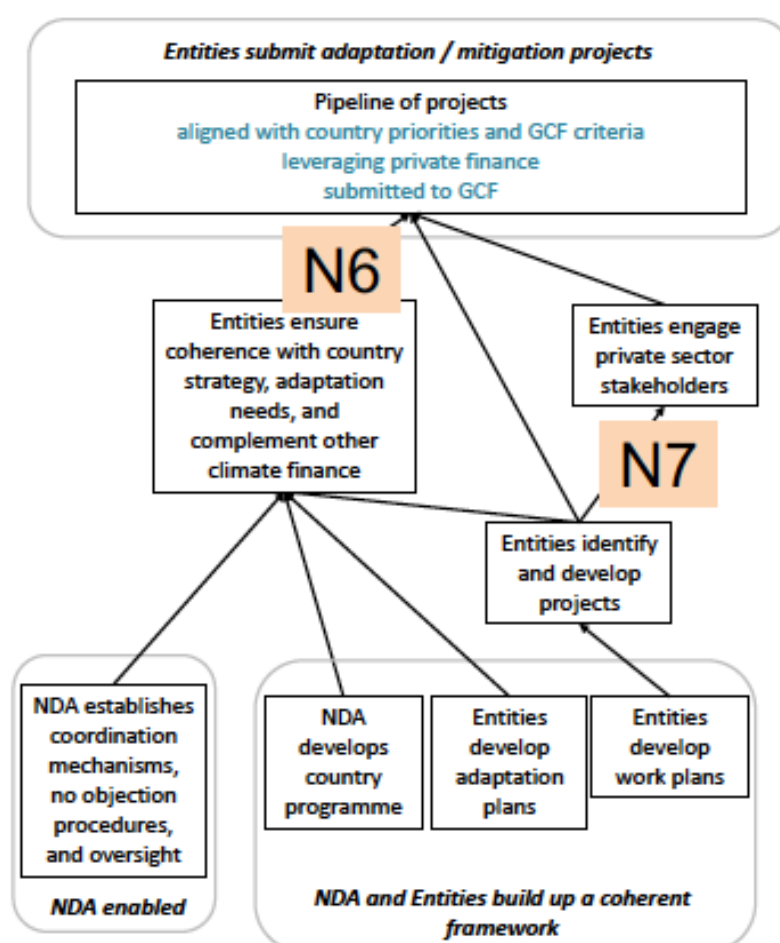 Entities submit adaptation / mitigation projects
Pipeline of projects
aligned with country priorities and GCF criteria
leveraging private finance
submitted to GCF
N6
Entities ensure
coherence with country
strategy, adaptation
needs, and
complement other
climate finance
Entities engage
private sector
stakeholders
N7
Entities identify
and develop
projects
NDA establishes
coordination
mechanisms,
no objection
procedures,
and oversight
NDA enabled
NDA
develops
country
programme
Entities
develop
adaptation
plans
Entities
develop
work plans
NDA and Entities build up a coherent
framework